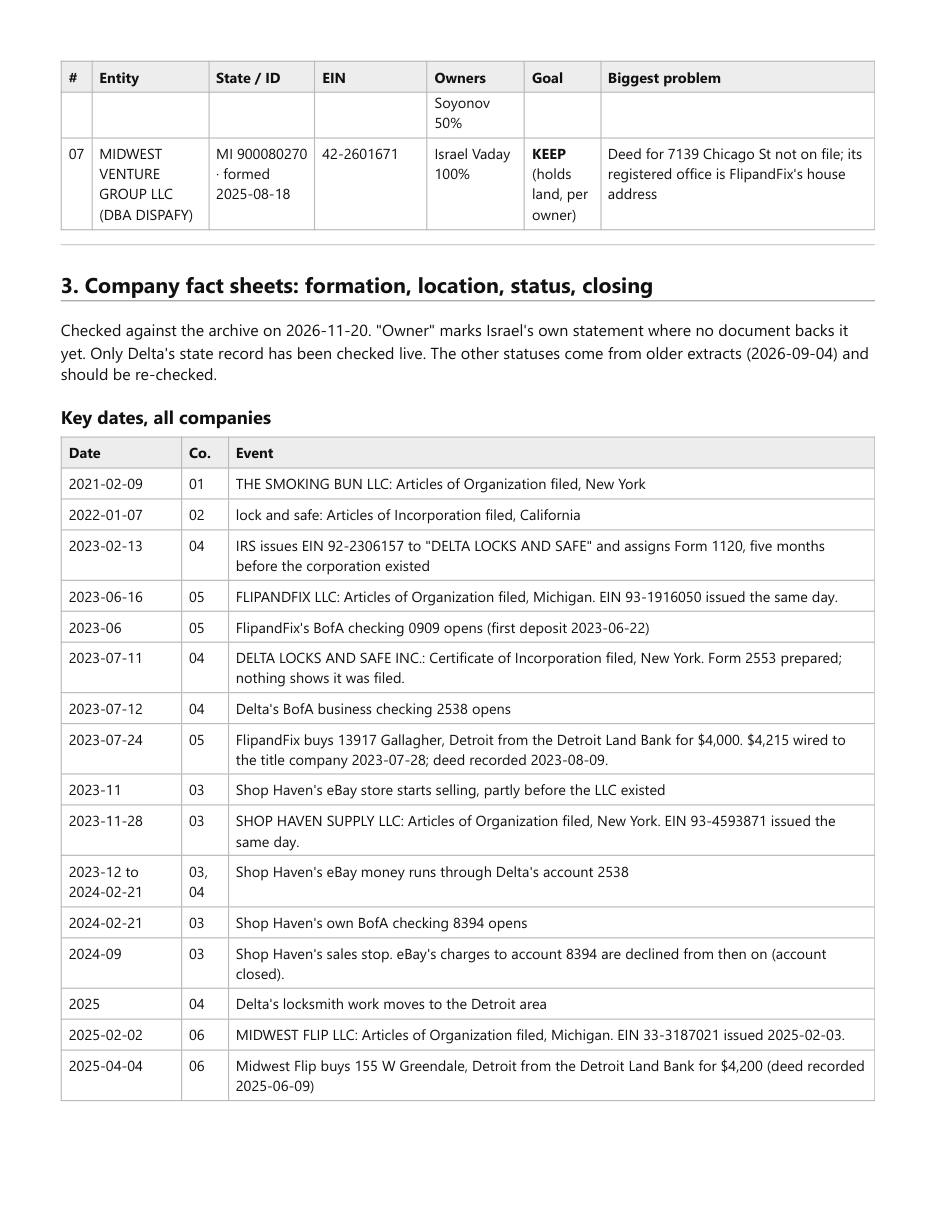 # Entity State / ID EIN Owners Goal Biggest problem
Soyonov
50%
07 MIDWEST MI 900080270 42-2601671 Israel Vaday KEEP Deed for 7139 Chicago St not on file; its
VENTURE · formed 100% (holds registered office is FlipandFix's house
GROUP LLC 2025-08-18 land, per address
(DBA DISPAFY) owner)
3. Company fact sheets: formation, location, status, closing
Checked against the archive on 2026-11-20. "Owner" marks Israel's own statement where no document backs it
yet. Only Delta's state record has been checked live. The other statuses come from older extracts (2026-09-04) and
should be re-checked.
Key dates, all companies
Date Co. Event
2021-02-09 01 THE SMOKING BUN LLC: Articles of Organization filed, New York
2022-01-07 02 lock and safe: Articles of Incorporation filed, California
2023-02-13 04 IRS issues EIN 92-2306157 to "DELTA LOCKS AND SAFE" and assigns Form 1120, five months
before the corporation existed
2023-06-16 05 FLIPANDFIX LLC: Articles of Organization filed, Michigan. EIN 93-1916050 issued the same day.
2023-06 05 FlipandFix's BofA checking 0909 opens (first deposit 2023-06-22)
2023-07-11 04 DELTA LOCKS AND SAFE INC.: Certificate of Incorporation filed, New York. Form 2553 prepared;
nothing shows it was filed.
2023-07-12 04 Delta's BofA business checking 2538 opens
2023-07-24 05 FlipandFix buys 13917 Gallagher, Detroit from the Detroit Land Bank for $4,000. $4,215 wired to
the title company 2023-07-28; deed recorded 2023-08-09.
2023-11 03 Shop Haven's eBay store starts selling, partly before the LLC existed
2023-11-28 03 SHOP HAVEN SUPPLY LLC: Articles of Organization filed, New York. EIN 93-4593871 issued the
same day.
2023-12 to 03, Shop Haven's eBay money runs through Delta's account 2538
2024-02-21 04
2024-02-21 03 Shop Haven's own BofA checking 8394 opens
2024-09 03 Shop Haven's sales stop. eBay's charges to account 8394 are declined from then on (account
closed).
2025 04 Delta's locksmith work moves to the Detroit area
2025-02-02 06 MIDWEST FLIP LLC: Articles of Organization filed, Michigan. EIN 33-3187021 issued 2025-02-03.
2025-04-04 06 Midwest Flip buys 155 W Greendale, Detroit from the Detroit Land Bank for $4,200 (deed recorded
2025-06-09)